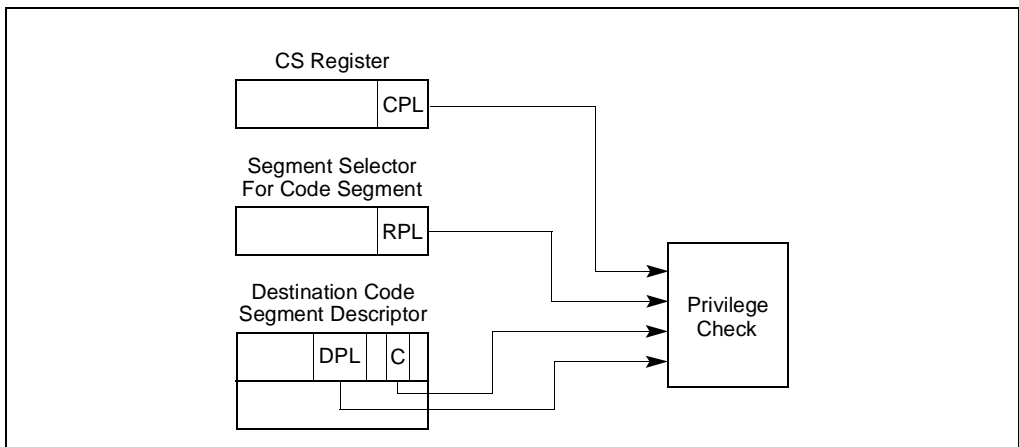 CS Register
CPL
Segment Selector
For Code Segment
RPL
Destination Code
Segment Descriptor
DPL
C
Privilege
Check